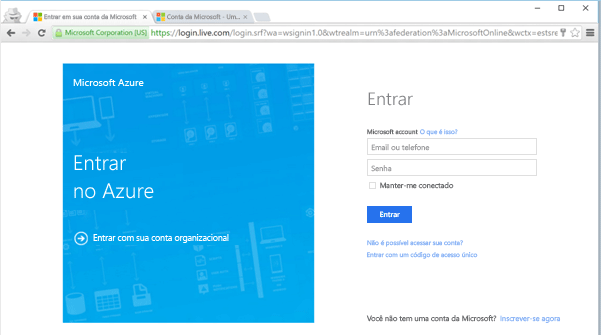 Entrar em sua conta da Microsoft
Conta da Microsoft - Um...
Microsoft Corporation [US]
https://login.live.com/login.srf?wa=wsignin1.0&wtrealm=urn%3afederation%3aMicrosoftOnline&wctx=estsre
Microsoft Azure
Entrar
no Azure
Entrar com sua conta organizacional
Entrar
Microsoft account O que é isso?
Email ou telefone
Senha
Manter-me conectado
Entrar
Não é possível acessar sua conta?
Entrar com um código de acesso único
Você não tem uma conta da Microsoft? Inscrever-se agora